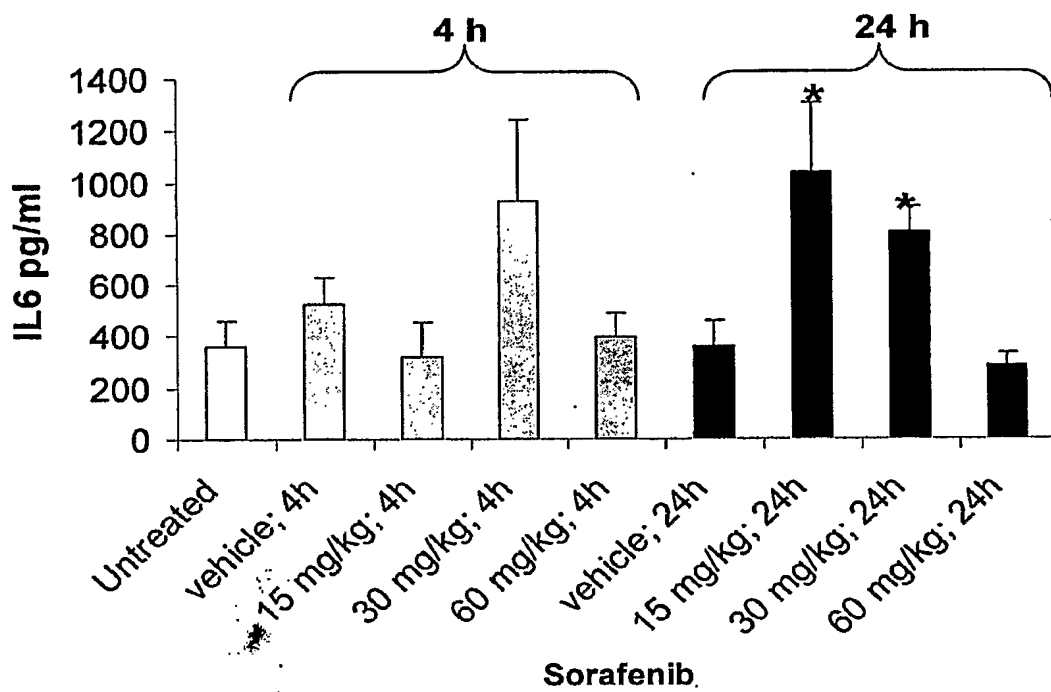 4 h
24 h
1400
1200
1000
800
600
400
200
0
IL6 pg/ml
*
*
Untreated
vehicle; 4h
15 mg/kg; 4h
30 mg/kg; 4h
60 mg/kg; 4h
vehicle; 24h
15 mg/kg; 24h
30 mg/kg; 24h
60 mg/kg; 24h
Sorafenib